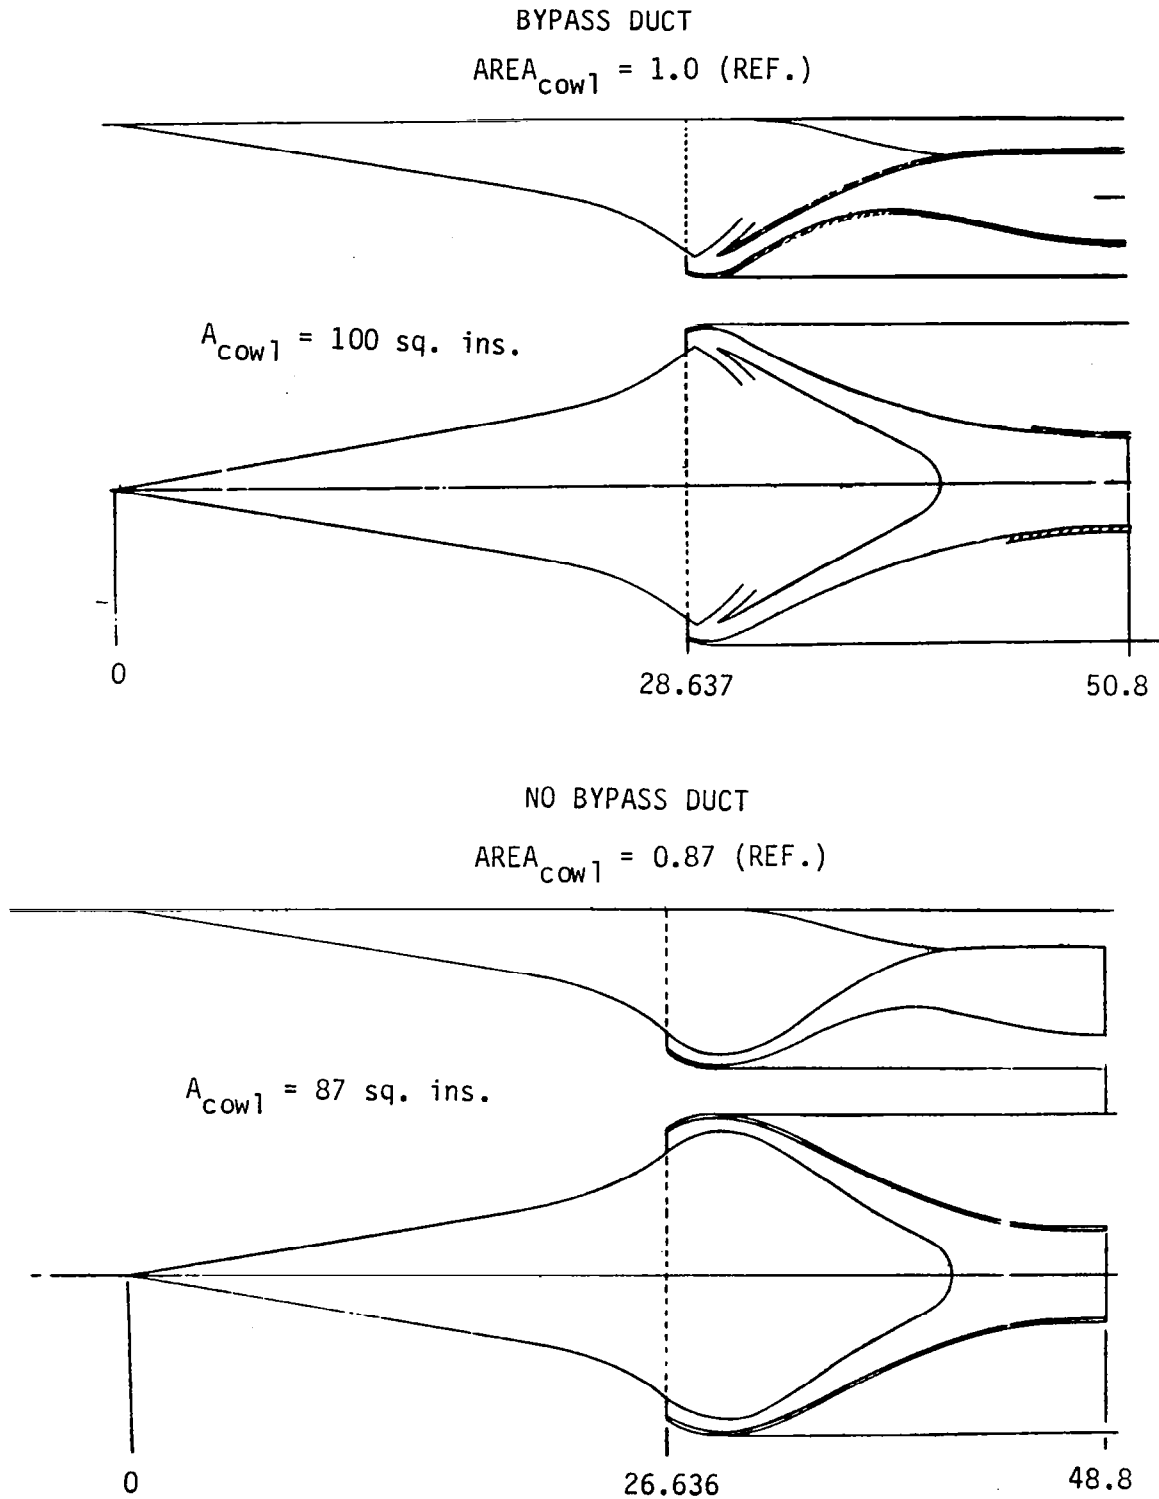 BYPASS DUCT
AREAcowl = 1.0 (REF.)
Acowl = 100 sq. ins.
0
28.637
50.8
NO BYPASS DUCT
AREAcowl = 0.87 (REF.)
Acowl = 87 sq. ins.
0
26.636
48.8